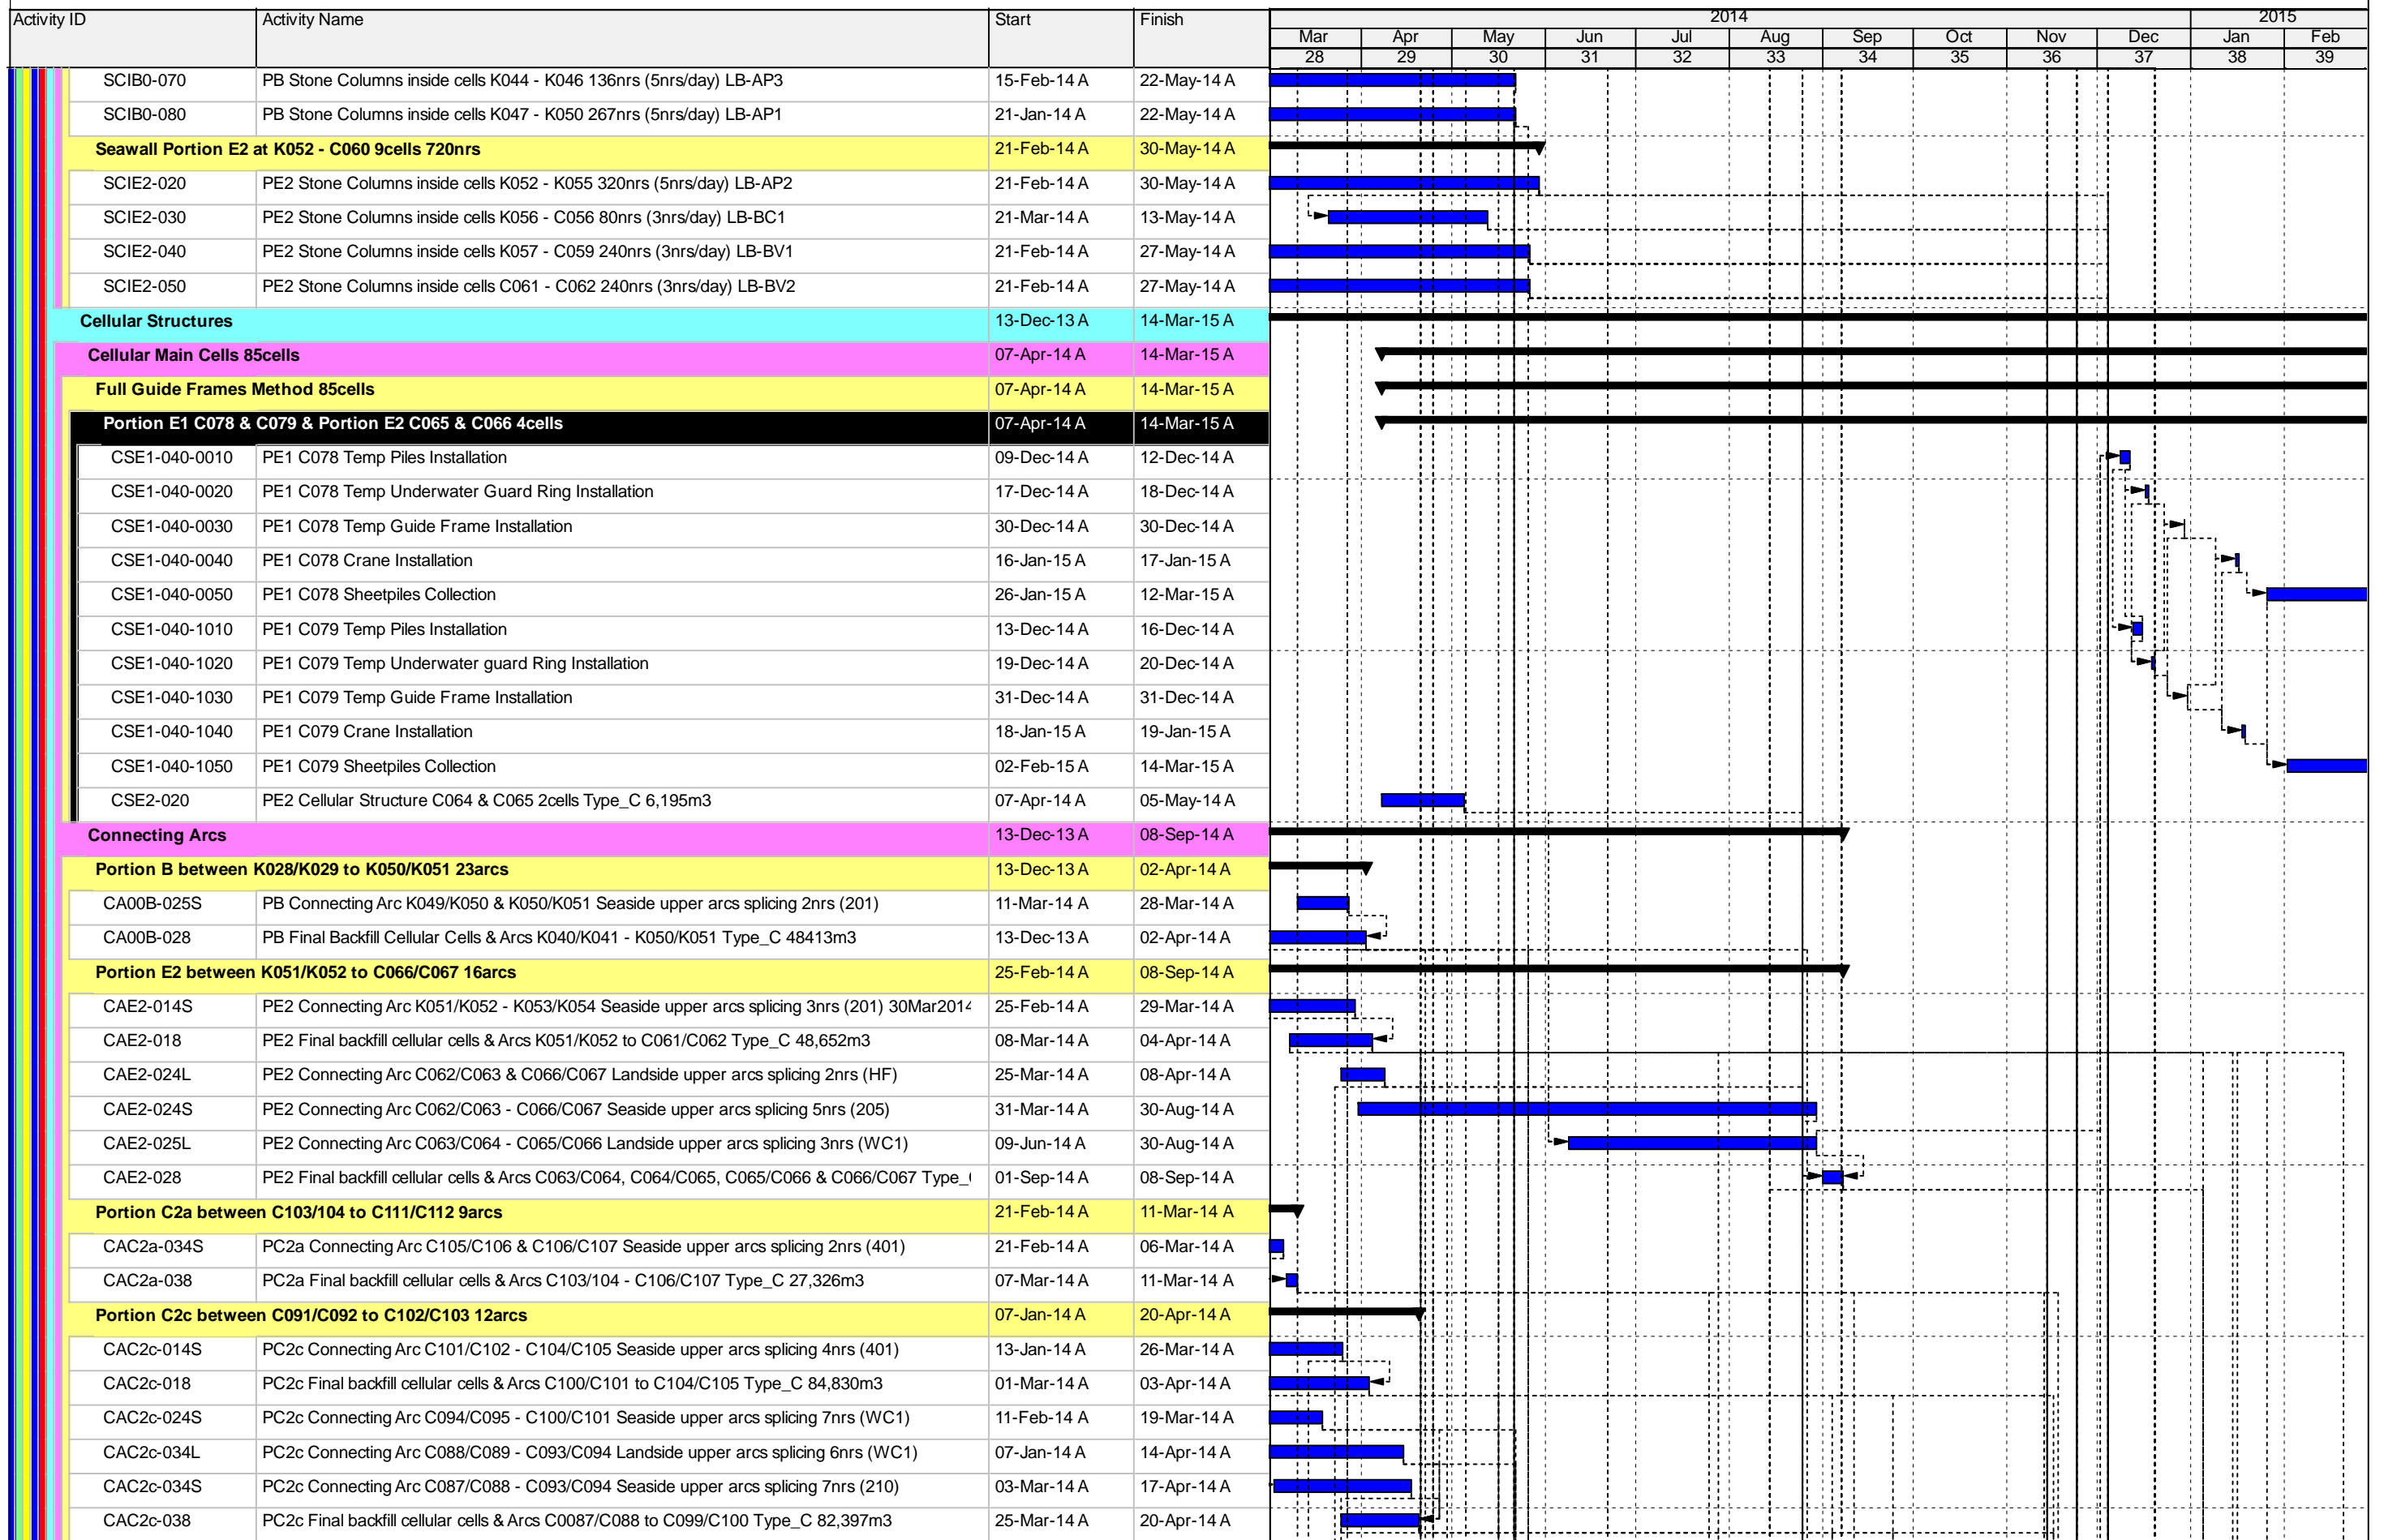 Activity ID Activity Name Start Finish 2014 2015
Mar Apr May Jun Jul Aug Sep Oct Nov Dec Jan Feb
28 29 30 31 32 33 34 35 36 37 38 39
SCIB0-070 PB Stone Columns inside cells K044 - K046 136nrs (5nrs/day) LB-AP3 15-Feb-14 A 22-May-14 A
SCIB0-080 PB Stone Columns inside cells K047 - K050 267nrs (5nrs/day) LB-AP1 21-Jan-14 A 22-May-14 A
Seawall Portion E2 at K052 - C060 9cells 720nrs 21-Feb-14 A 30-May-14 A
SCIE2-020 PE2 Stone Columns inside cells K052 - K055 320nrs (5nrs/day) LB-AP2 21-Feb-14 A 30-May-14 A
SCIE2-030 PE2 Stone Columns inside cells K056 - C056 80nrs (3nrs/day) LB-BC1 21-Mar-14 A 13-May-14 A
SCIE2-040 PE2 Stone Columns inside cells K057 - C059 240nrs (3nrs/day) LB-BV1 21-Feb-14 A 27-May-14 A
SCIE2-050 PE2 Stone Columns inside cells C061 - C062 240nrs (3nrs/day) LB-BV2 21-Feb-14 A 27-May-14 A
Cellular Structures 13-Dec-13 A 14-Mar-15 A
Cellular Main Cells 85cells 07-Apr-14 A 14-Mar-15 A
Full Guide Frames Method 85cells 07-Apr-14 A 14-Mar-15 A
Portion E1 C078 & C079 & Portion E2 C065 & C066 4cells 07-Apr-14 A 14-Mar-15 A
CSE1-040-0010 PE1 C078 Temp Piles Installation 09-Dec-14 A 12-Dec-14 A
CSE1-040-0020 PE1 C078 Temp Underwater Guard Ring Installation 17-Dec-14 A 18-Dec-14 A
CSE1-040-0030 PE1 C078 Temp Guide Frame Installation 30-Dec-14 A 30-Dec-14 A
CSE1-040-0040 PE1 C078 Crane Installation 16-Jan-15 A 17-Jan-15 A
CSE1-040-0050 PE1 C078 Sheetpiles Collection 26-Jan-15 A 12-Mar-15 A
CSE1-040-1010 PE1 C079 Temp Piles Installation 13-Dec-14 A 16-Dec-14 A
CSE1-040-1020 PE1 C079 Temp Underwater guard Ring Installation 19-Dec-14 A 20-Dec-14 A
CSE1-040-1030 PE1 C079 Temp Guide Frame Installation 31-Dec-14 A 31-Dec-14 A
CSE1-040-1040 PE1 C079 Crane Installation 18-Jan-15 A 19-Jan-15 A
CSE1-040-1050 PE1 C079 Sheetpiles Collection 02-Feb-15 A 14-Mar-15 A
CSE2-020 PE2 Cellular Structure C064 & C065 2cells Type_C 6,195m3 07-Apr-14 A 05-May-14 A
Connecting Arcs 13-Dec-13 A 08-Sep-14 A
Portion B between K028/K029 to K050/K051 23arcs 13-Dec-13 A 02-Apr-14 A
CA00B-025S PB Connecting Arc K049/K050 & K050/K051 Seaside upper arcs splicing 2nrs (201) 11-Mar-14 A 28-Mar-14 A
CA00B-028 PB Final Backfill Cellular Cells & Arcs K040/K041 - K050/K051 Type_C 48413m3 13-Dec-13 A 02-Apr-14 A
Portion E2 between K051/K052 to C066/C067 16arcs 25-Feb-14 A 08-Sep-14 A
CAE2-014S PE2 Connecting Arc K051/K052 - K053/K054 Seaside upper arcs splicing 3nrs (201) 30Mar2014 25-Feb-14 A 29-Mar-14 A
CAE2-018 PE2 Final backfill cellular cells & Arcs K051/K052 to C061/C062 Type_C 48,652m3 08-Mar-14 A 04-Apr-14 A
CAE2-024L PE2 Connecting Arc C062/C063 & C066/C067 Landside upper arcs splicing 2nrs (HF) 25-Mar-14 A 08-Apr-14 A
CAE2-024S PE2 Connecting Arc C062/C063 - C066/C067 Seaside upper arcs splicing 5nrs (205) 31-Mar-14 A 30-Aug-14 A
CAE2-025L PE2 Connecting Arc C063/C064 - C065/C066 Landside upper arcs splicing 3nrs (WC1) 09-Jun-14 A 30-Aug-14 A
CAE2-028 PE2 Final backfill cellular cells & Arcs C063/C064, C064/C065, C065/C066 & C066/C067 Type_( 01-Sep-14 A 08-Sep-14 A
Portion C2a between C103/104 to C111/C112 9arcs 21-Feb-14 A 11-Mar-14 A
CAC2a-034S PC2a Connecting Arc C105/C106 & C106/C107 Seaside upper arcs splicing 2nrs (401) 21-Feb-14 A 06-Mar-14 A
CAC2a-038 PC2a Final backfill cellular cells & Arcs C103/104 - C106/C107 Type_C 27,326m3 07-Mar-14 A 11-Mar-14 A
Portion C2c between C091/C092 to C102/C103 12arcs 07-Jan-14 A 20-Apr-14 A
CAC2c-014S PC2c Connecting Arc C101/C102 - C104/C105 Seaside upper arcs splicing 4nrs (401) 13-Jan-14 A 26-Mar-14 A
CAC2c-018 PC2c Final backfill cellular cells & Arcs C100/C101 to C104/C105 Type_C 84,830m3 01-Mar-14 A 03-Apr-14 A
CAC2c-024S PC2c Connecting Arc C094/C095 - C100/C101 Seaside upper arcs splicing 7nrs (WC1) 11-Feb-14 A 19-Mar-14 A
CAC2c-034L PC2c Connecting Arc C088/C089 - C093/C094 Landside upper arcs splicing 6nrs (WC1) 07-Jan-14 A 14-Apr-14 A
CAC2c-034S PC2c Connecting Arc C087/C088 - C093/C094 Seaside upper arcs splicing 7nrs (210) 03-Mar-14 A 17-Apr-14 A
CAC2c-038 PC2c Final backfill cellular cells & Arcs C0087/C088 to C099/C100 Type_C 82,397m3 25-Mar-14 A 20-Apr-14 A